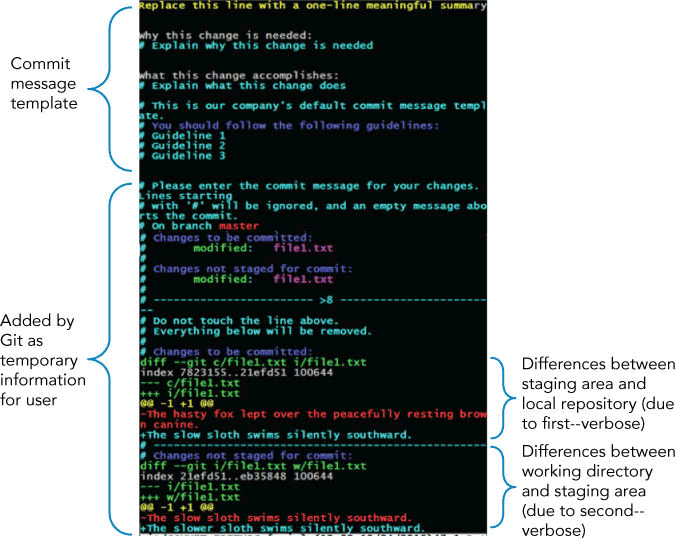 Commit
message
template
Replace this line with a one-line meaningful summary
Why this change is needed:
# Explain why this change is needed
What this change accomplishes:
# Explain what this change does
# This is our company's default commit message templ
ate.
# You should follow the following guidelines:
# Guideline 1
# Guideline 2
# Guideline 3
Added by
Git as
temporary
information
for user
# Please enter the commit message for your changes.
Lines starting
# with '#' will be ignored, and an empty message abo
rts the commit.
# On branch master
# Changes to be committed:
#       modified:   file1.txt
#
# Changes not staged for commit:
#       modified:   file1.txt
#
# ------------------------ >8 ----------------------
--
# Do not touch the line above.
# Everything below will be removed.
#
# Changes to be committed:
diff --git c/file1.txt i/file1.txt
index 7823155..21efd51 100644
--- c/file1.txt
+++ i/file1.txt
@@ -1 +1 @@
-The hasty fox lept over the peacefully resting brow
n canine.
+The slow sloth swims silently southward.
Differences between
staging area and
local repository (due
to first--verbose)
# --------------------------------------------------
# Changes not staged for commit:
diff --git i/file1.txt w/file1.txt
index 21efd51..eb35848 100644
--- i/file1.txt
+++ w/file1.txt
@@ -1 +1 @@
-The slow sloth swims silently southward.
+The slower sloth swims silently southward.
Differences between
working directory
and staging area
(due to second--
verbose)